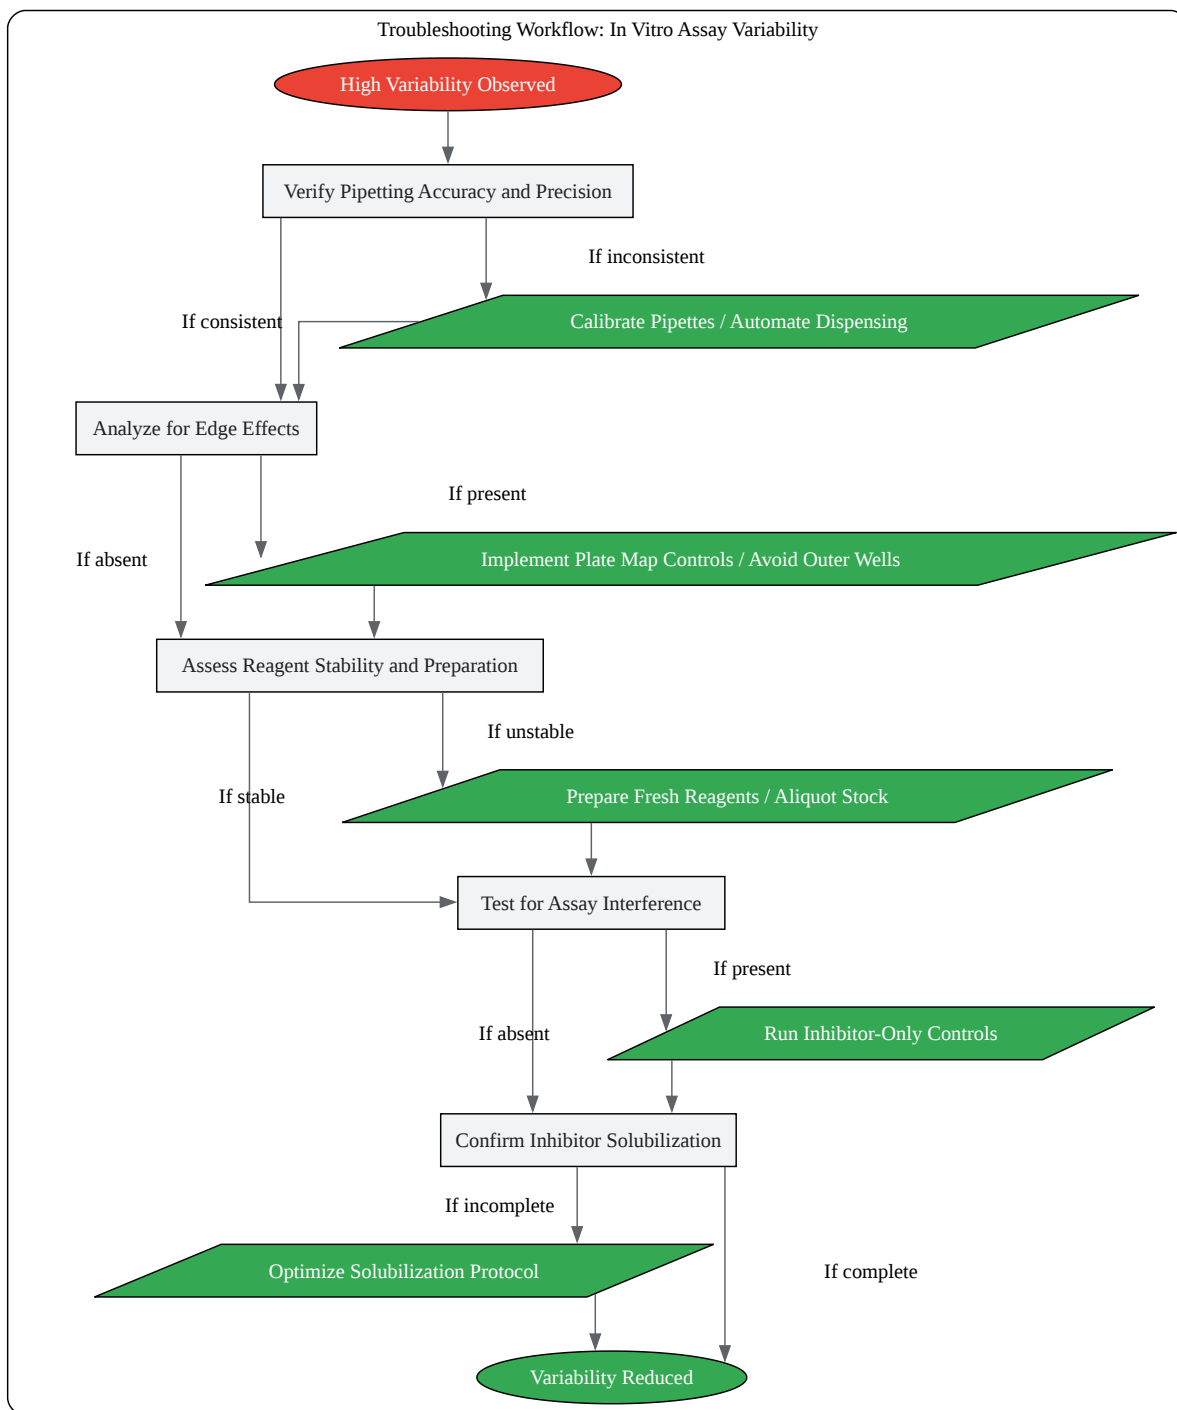 Troubleshooting Workflow: In Vitro Assay Variability
High Variability Observed
Verify Pipetting Accuracy and Precision
If inconsistent
If consistent
Calibrate Pipettes / Automate Dispensing
Analyze for Edge Effects
If present
If absent
Implement Plate Map Controls / Avoid Outer Wells
Assess Reagent Stability and Preparation
If unstable
If stable
Prepare Fresh Reagents / Aliquot Stock
Test for Assay Interference
If present
If absent
Run Inhibitor-Only Controls
Confirm Inhibitor Solubilization
If incomplete
Optimize Solubilization Protocol
If complete
Variability Reduced